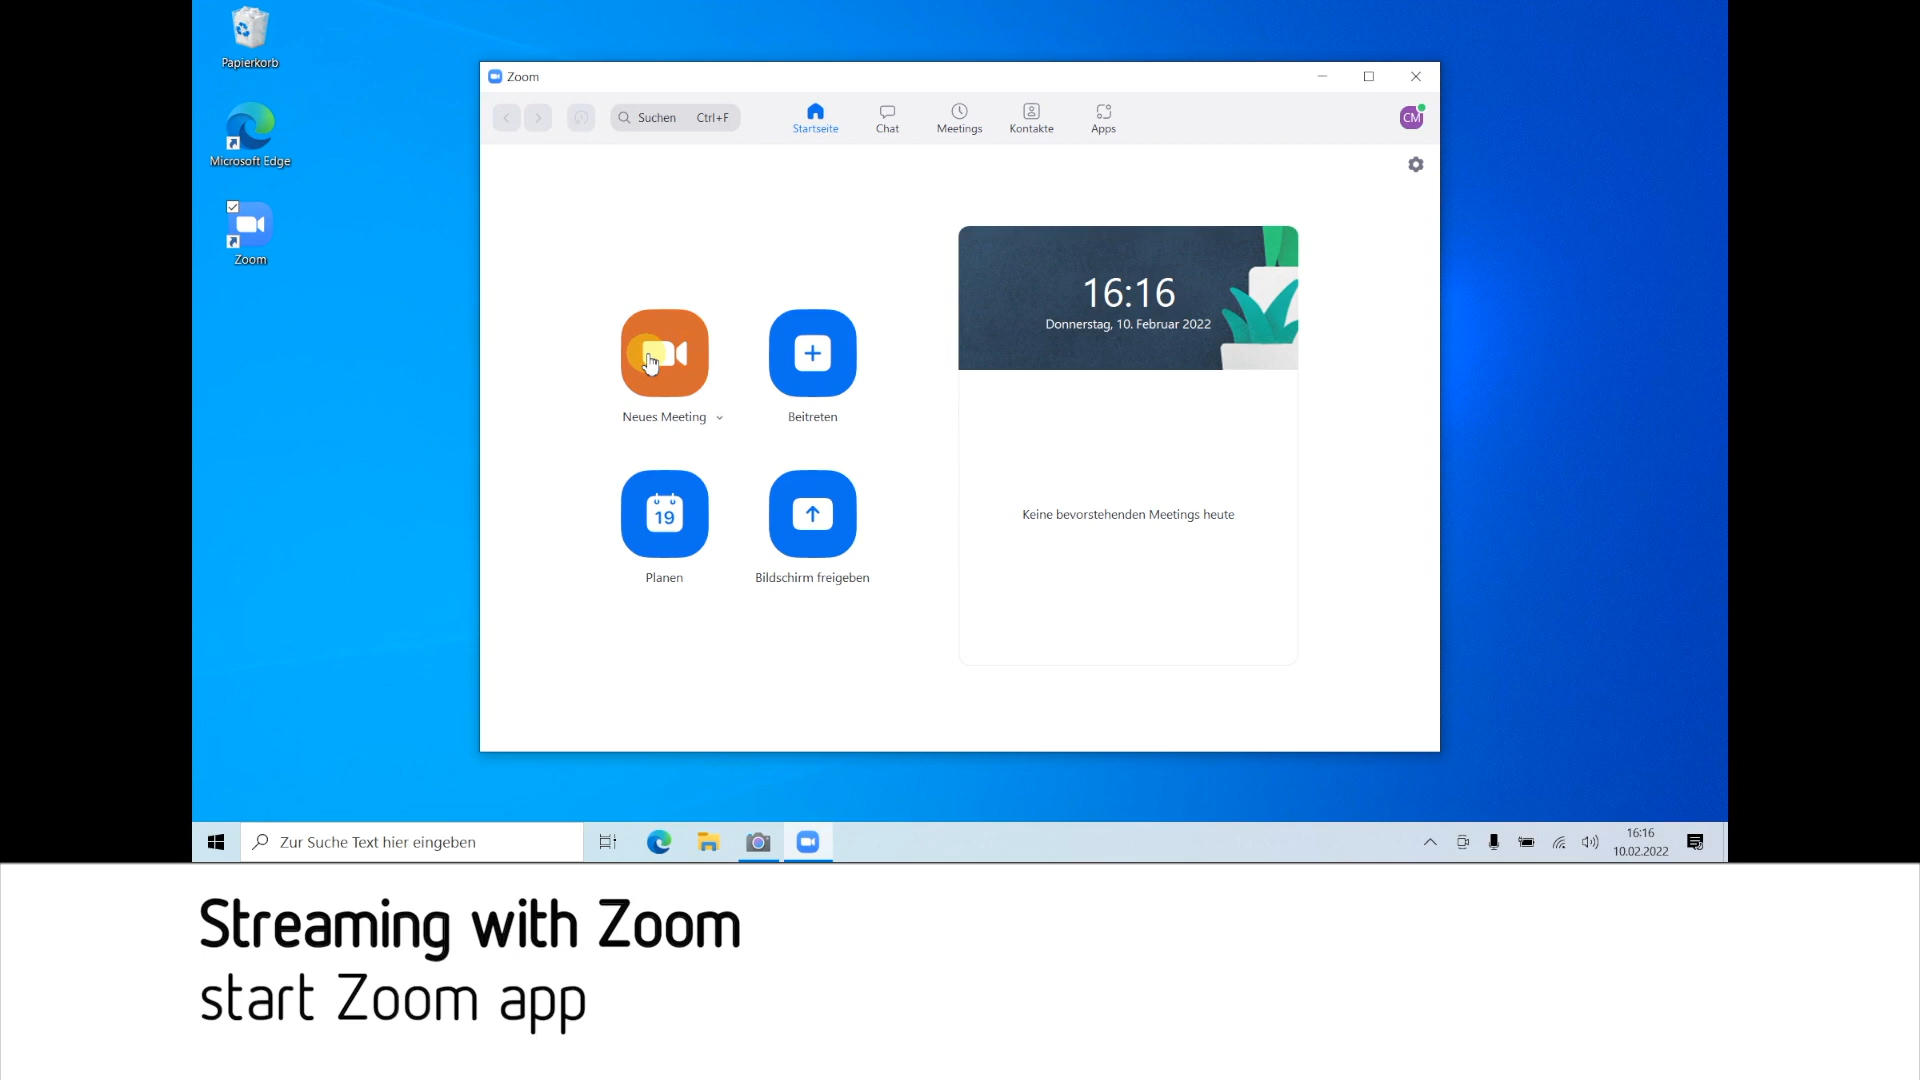 Papierkorb
Microsoft Edge
Zoom
Zoom
Suchen Ctrl+F
Startseite
Chat
Meetings
Kontakte
Apps
CM
16:16
Donnerstag, 10. Februar 2022
Neues Meeting
Beitreten
19
Planen
Bildschirm freigeben
Keine bevorstehenden Meetings heute
Zur Suche Text hier eingeben
16:16
10.02.2022
Streaming with Zoom
start Zoom app